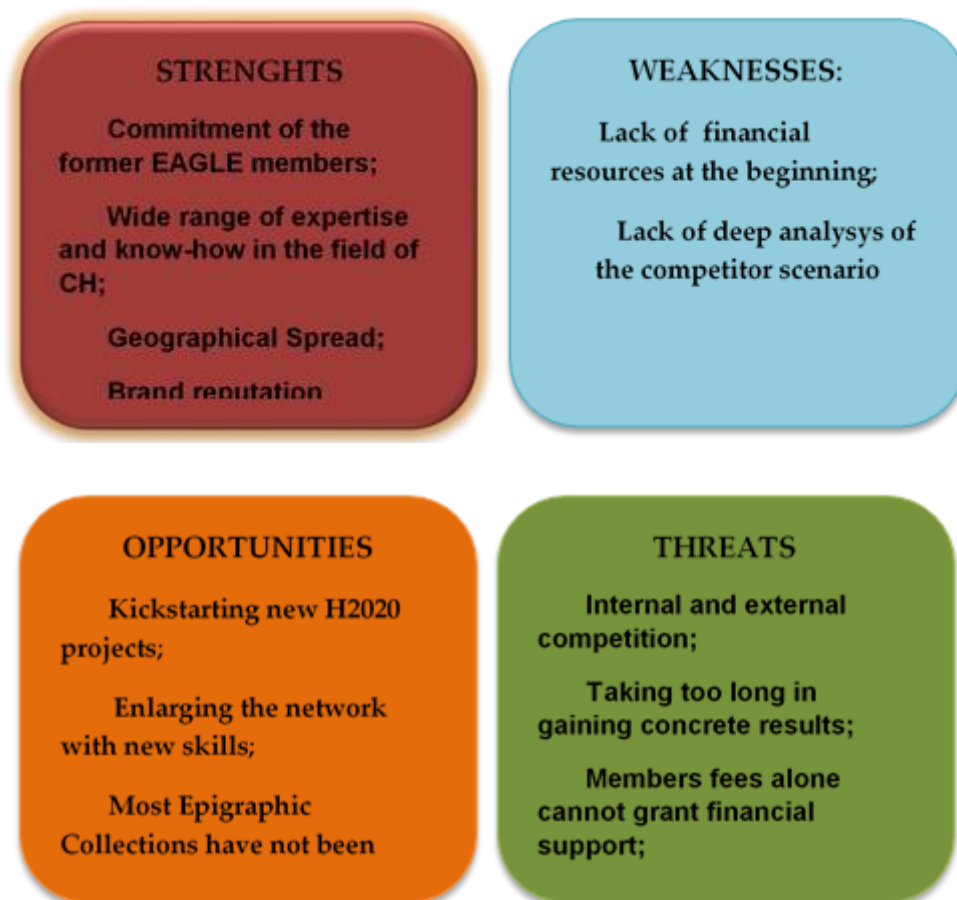 STRENGHTS
Commitment of the
former EAGLE members;
Wide range of expertise
and know-how in the field of
CH;
Geographical Spread;
Brand reputation
WEAKNESSES:
Lack of financial
resources at the beginning;
Lack of deep analysys of
the competitor scenario
OPPORTUNITIES
Kickstarting new H2020
projects;
Enlarging the network
with new skills;
Most Epigraphic
Collections have not been
THREATS
Internal and external
competition;
Taking too long in
gaining concrete results;
Members fees alone
cannot grant financial
support;